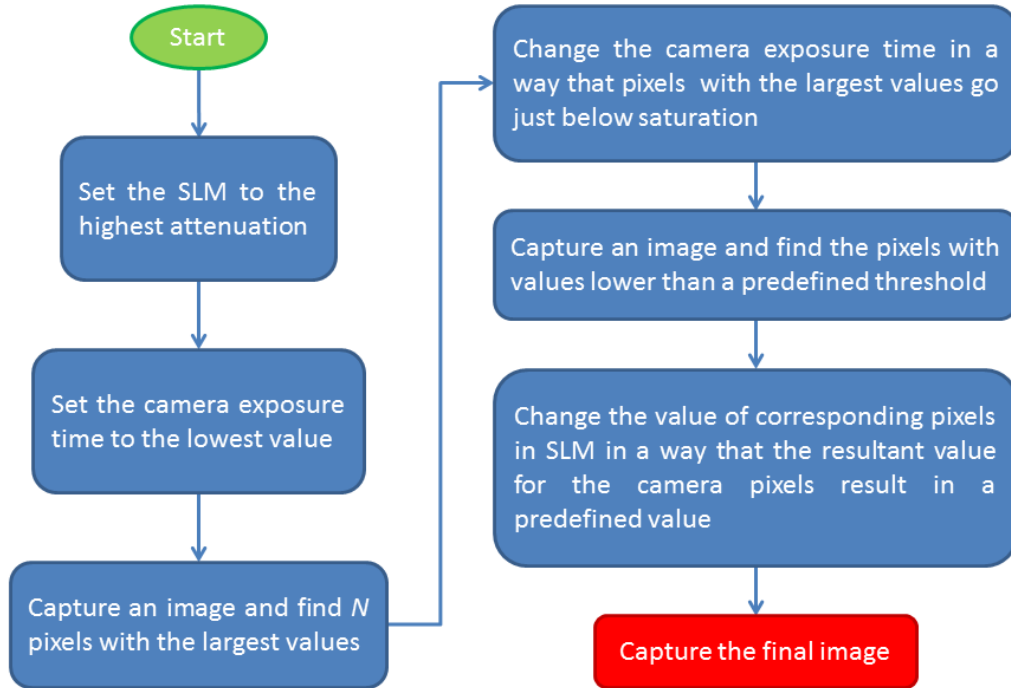 Start
Set the SLM to the
highest attenuation
Set the camera exposure
time to the lowest value
Capture an image and find N
pixels with the largest values
Change the camera exposure time in a
way that pixels with the largest values go
just below saturation
Capture an image and find the pixels with
values lower than a predefined threshold
Change the value of corresponding pixels
in SLM in a way that the resultant value
for the camera pixels result in a
predefined value
Capture the final image